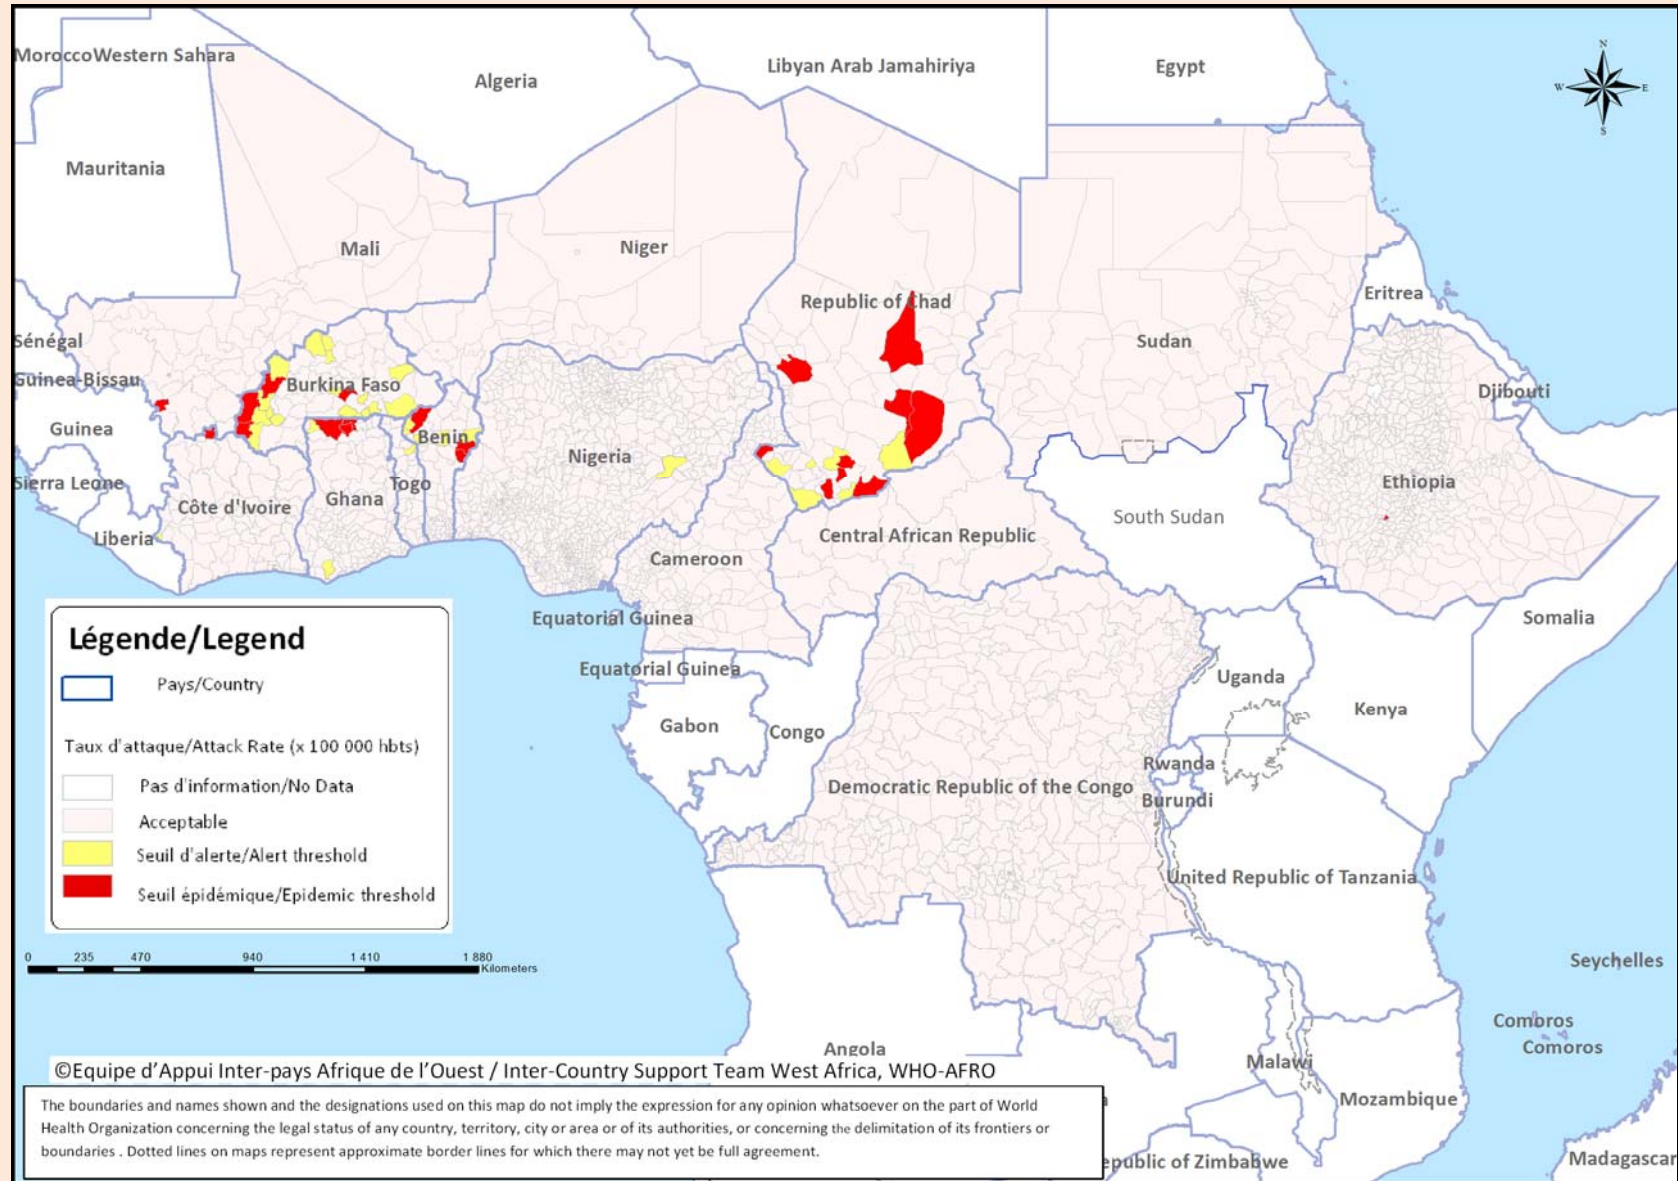 N
W
E
S
Morocco
Western Sahara
Algeria
Libyan Arab Jamahiriya
Egypt
Mauritania
Mali
Niger
Republic of Chad
Sudan
Eritrea
Sénégal
Guinea-Bissau
Burkina Faso
Djibouti
Guinea
Benin
Nigeria
Ethiopia
Sierra Leone
Côte d'Ivoire
Ghana
Togo
South Sudan
Liberia
Central African Republic
Cameroon
Equatorial Guinea
Somalia
Equatorial Guinea
Uganda
Gabon
Congo
Kenya
Rwanda
Democratic Republic of the Congo
Burundi
United Republic of Tanzania
Seychelles
Comoros
Comoros
Angola
Malawi
Mozambique
epublic of Zimbabwe
Madagascar
Légende/Legend
Pays/Country
Taux d'attaque/Attack Rate (x 100 000 hbts)
Pas d'information/No Data
Acceptable
Seuil d'alerte/Alert threshold
Seuil épidémique/Epidemic threshold
0 235 470 940 1 410 1 880
Kilometers
©Equipe d'Appui Inter-pays Afrique de l'Ouest / Inter-Country Support Team West Africa, WHO-AFRO
The boundaries and names shown and the designations used on this map do not imply the expression for any opinion whatsoever on the part of World
Health Organization concerning the legal status of any country, territory, city or area or of its authorities, or concerning the delimitation of its frontiers or
boundaries . Dotted lines on maps represent approximate border lines for which there may not yet be full agreement.